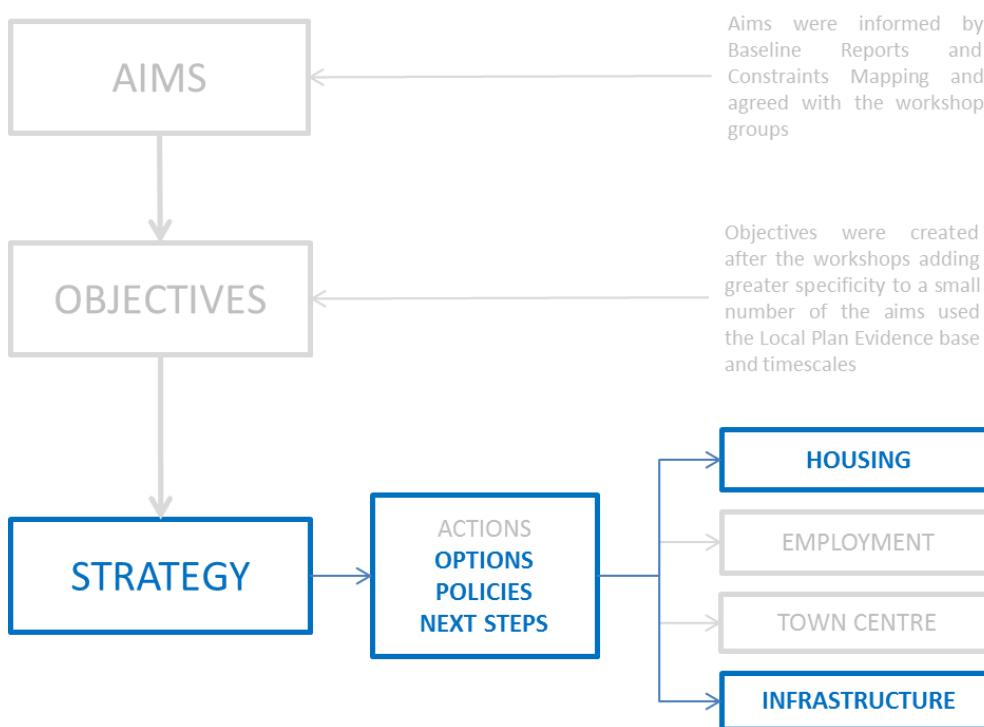 AIMS
Aims were informed by
Baseline Reports and
Constraints Mapping and
agreed with the workshop
groups
OBJECTIVES
Objectives were created
after the workshops adding
greater specificity to a small
number of the aims used
the Local Plan Evidence base
and timescales
STRATEGY
ACTIONS
OPTIONS
POLICIES
NEXT STEPS
HOUSING
EMPLOYMENT
TOWN CENTRE
INFRASTRUCTURE